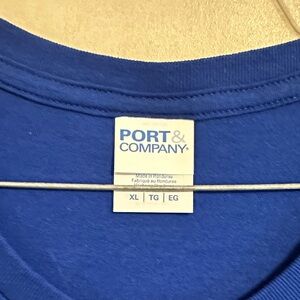 PORT&
COMPANY®
Made in Honduras
Fabriqué au Honduras
XL | TG | EG